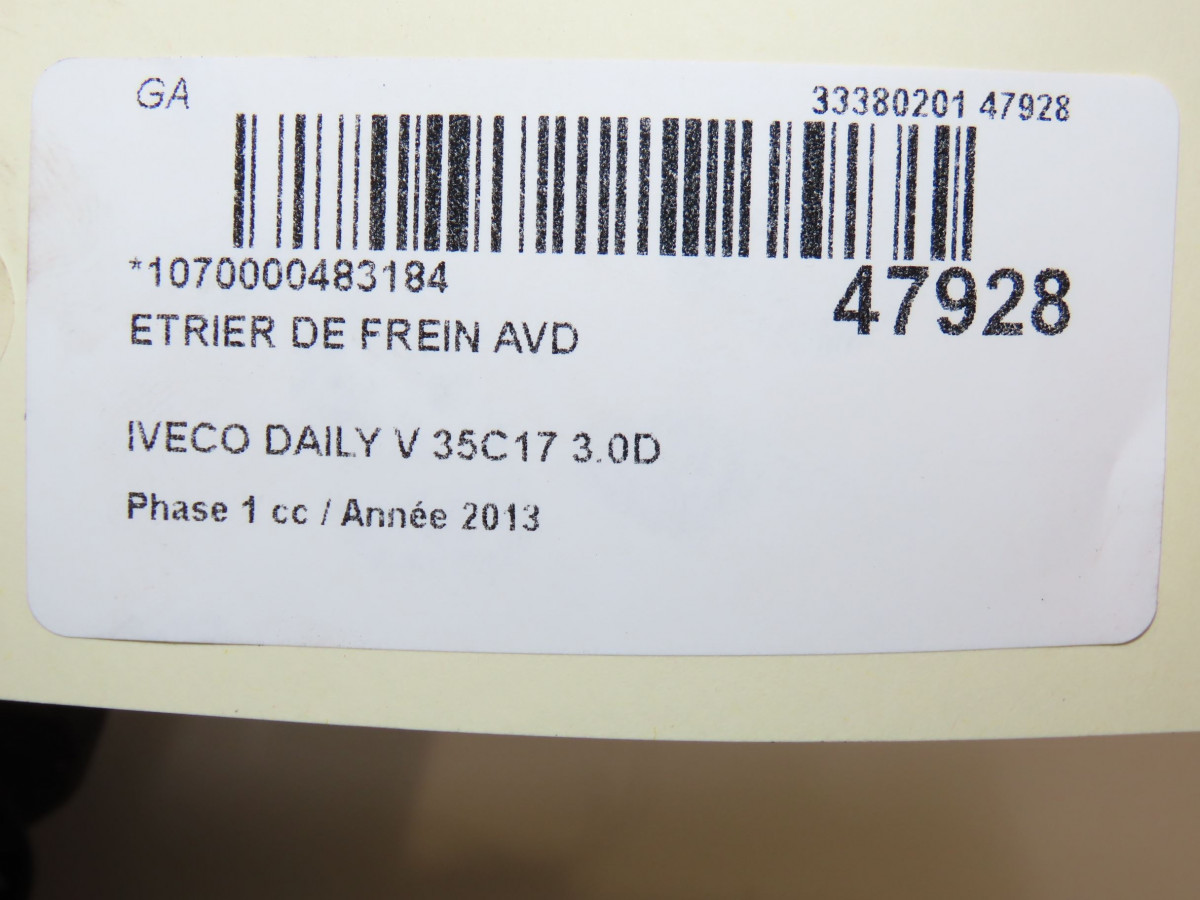 GA
33380201 47928
*1070000483184
47928
ETRIER DE FREIN AVD
IVECO DAILY V 35C17 3.0D
Phase 1 cc / Année 2013